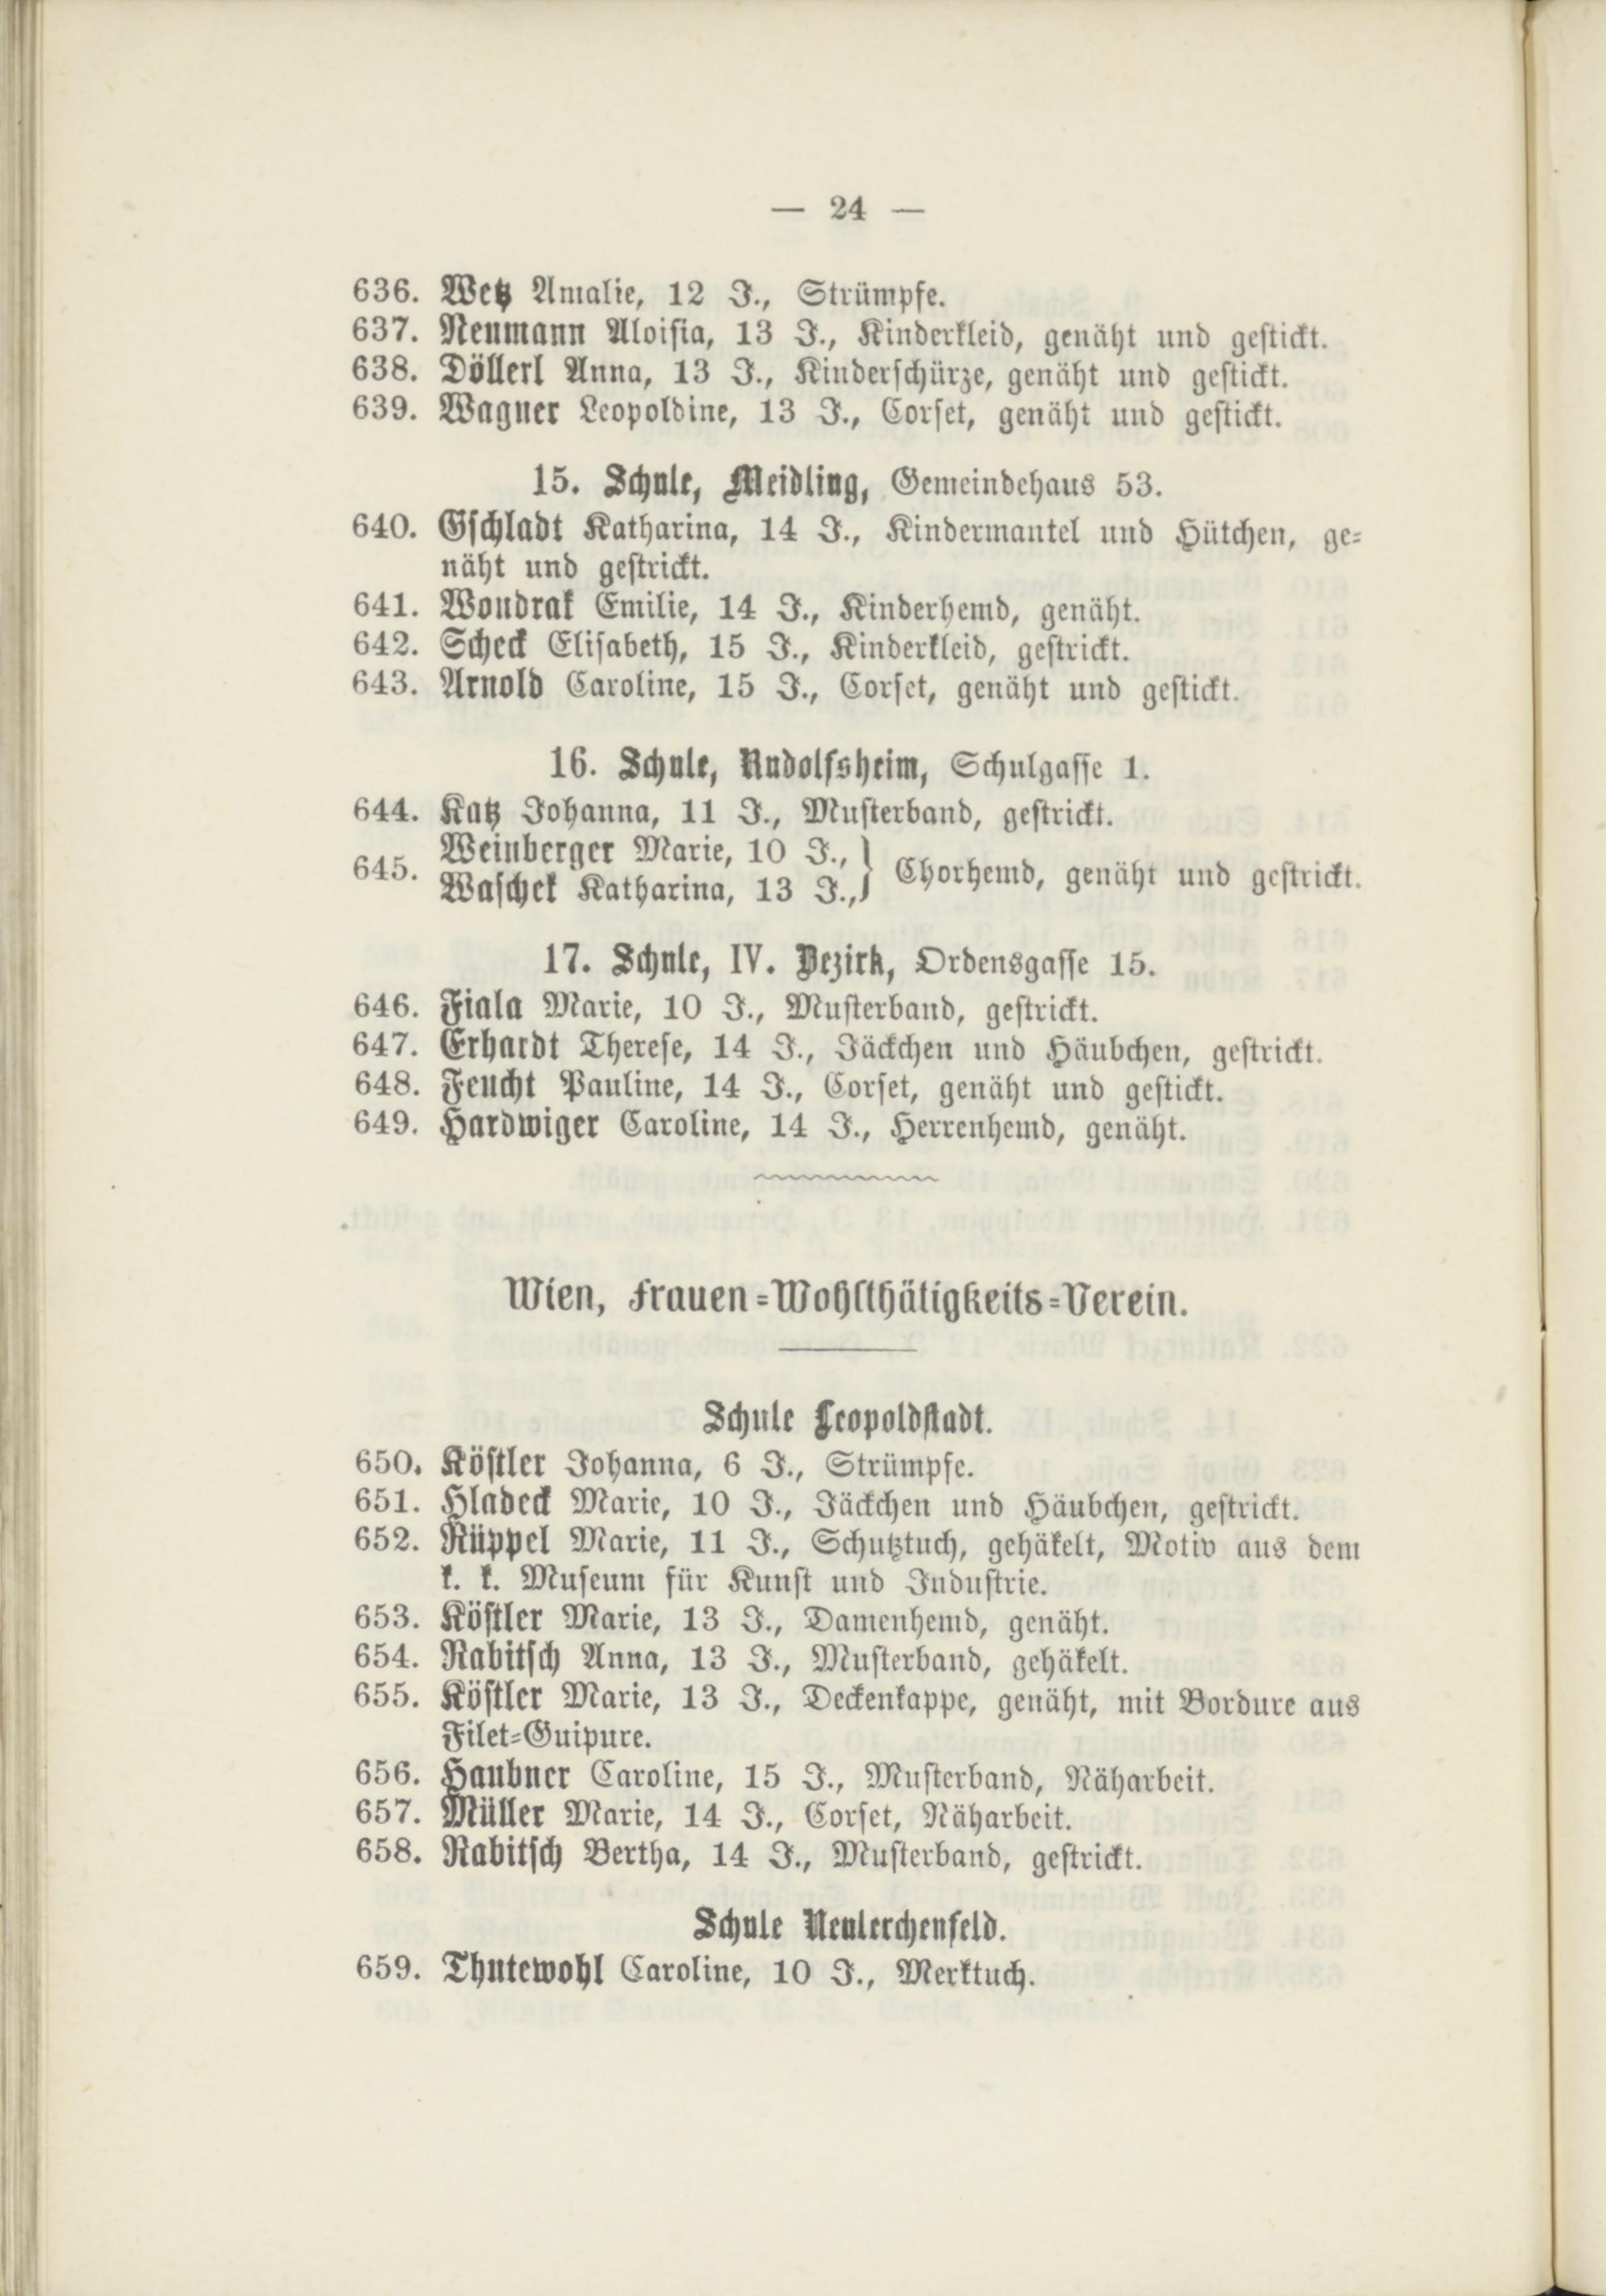 — 24 —
636. Wetz Amalie, 12 J., Strümpfe.
637. Neumann Aloisia, 13 J., Kinderkleid, genäht und gestickt.
638. Döllerl Anna, 13 J., Kinderschürze, genäht und gestickt.
639. Wagner Leopoldine, 13 J., Corset, genäht und gestickt.
15. Schule, Meidling, Gemeindehaus 53.
640. Gschladt Katharina, 14 J., Kindermantel und Hütchen, ge-
näht und gestrickt.
641. Woudrak Emilie, 14 J., Kinderhemd, genäht.
642. Scheck Elisabeth, 15 J., Kinderkleid, gestrickt.
643. Arnold Caroline, 15 J., Corset, genäht und gestickt.
16. Schule, Rudolfsheim, Schulgasse 1.
644. Katz Johanna, 11 J., Musterband, gestrickt.
645. Weinberger Marie, 10 J.,
Waschek Katharina, 13 J., } Chorhemd, genäht und gestrickt.
17. Schule, IV. Bezirk, Ordensgasse 15.
646. Fiala Marie, 10 J., Musterband, gestrickt.
647. Erhardt Therese, 14 J., Jäckchen und Häubchen, gestrickt.
648. Feucht Pauline, 14 J., Corset, genäht und gestickt.
649. Hardwiger Caroline, 14 J., Herrenhemd, genäht.
Wien, Frauen-Wohlthätigkeits-Verein.
Schule Leopoldstadt.
650. Köstler Johanna, 6 J., Strümpfe.
651. Hladeck Marie, 10 J., Jäckchen und Häubchen, gestrickt.
652. Rüppel Marie, 11 J., Schutztuch, gehäkelt, Motiv aus dem
k. k. Museum für Kunst und Industrie.
653. Köstler Marie, 13 J., Damenhemd, genäht.
654. Rabitsch Anna, 13 J., Musterband, gehäkelt.
655. Köstler Marie, 13 J., Deckenkappe, genäht, mit Bordure aus
Filet-Guipure.
656. Haubner Caroline, 15 J., Musterband, Näharbeit.
657. Müller Marie, 14 J., Corset, Näharbeit.
658. Rabitsch Bertha, 14 J., Musterband, gestrickt.
Schule Neulerchenfeld.
659. Thutewohl Caroline, 10 J., Merktuch.